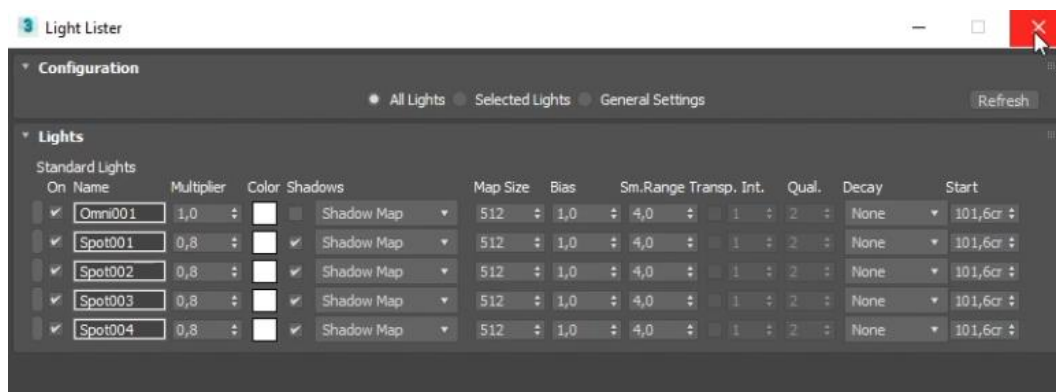 3 Light Lister
Configuration
All Lights Selected Lights General Settings Refresh
Lights
Standard Lights
On Name Multiplier Color Shadows Map Size Bias Sm.Range Transp. Int. Qual. Decay Start
Omni001 1,0 Shadow Map 512 1,0 4,0 1 2 None 101,6cr
Spot001 0,8 Shadow Map 512 1,0 4,0 1 2 None 101,6cr
Spot002 0,8 Shadow Map 512 1,0 4,0 1 2 None 101,6cr
Spot003 0,8 Shadow Map 512 1,0 4,0 1 2 None 101,6cr
Spot004 0,8 Shadow Map 512 1,0 4,0 1 2 None 101,6cr